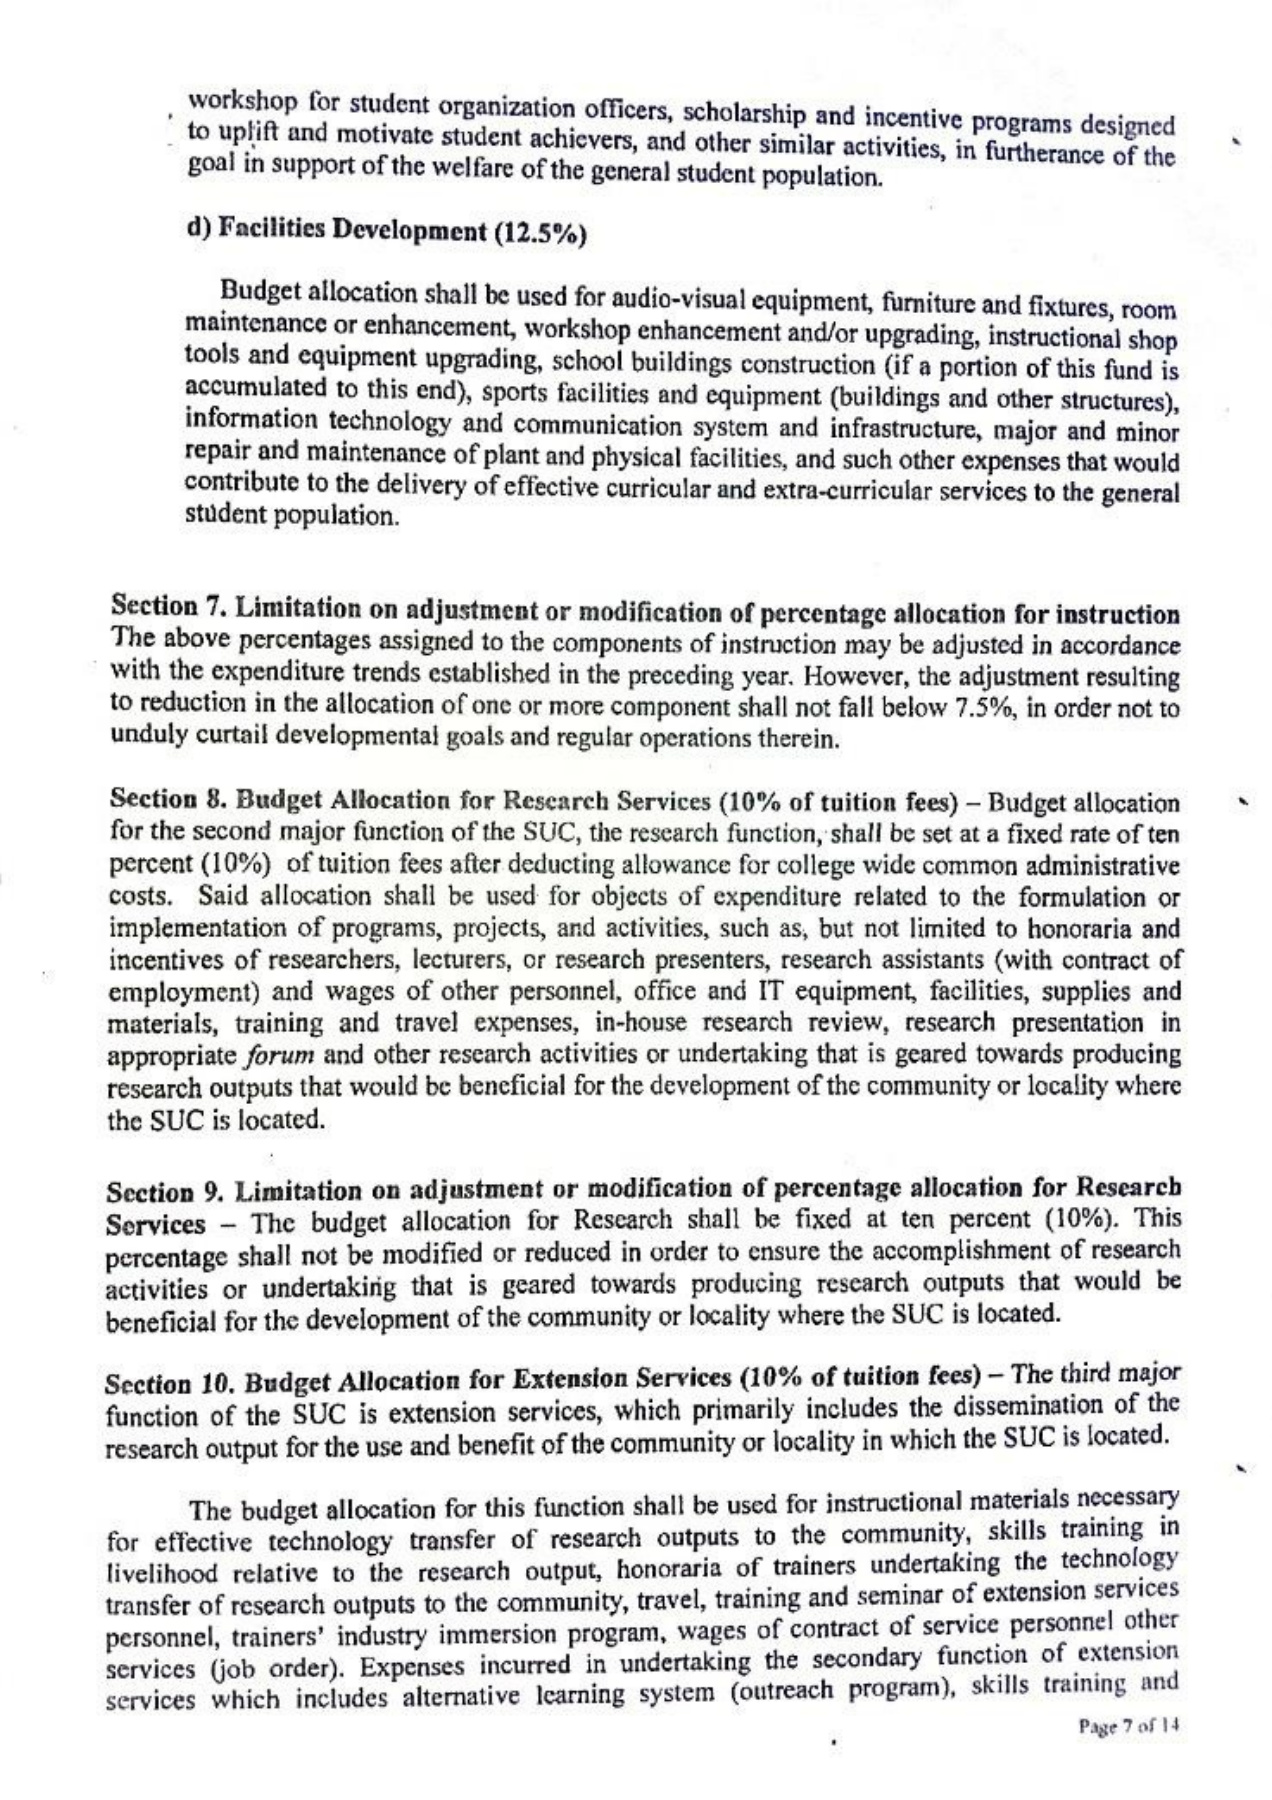 workshop for student organization officers, scholarship and incentive programs designed
to uplift and motivate student achievers, and other similar activities, in furtherance of the
goal in support of the welfare of the general student population.
d) Facilities Development (12.5%)
Budget allocation shall be used for audio-visual equipment, furniture and fixtures, room
maintenance or enhancement, workshop enhancement and/or upgrading, instructional shop
tools and equipment upgrading, school buildings construction (if a portion of this fund is
accumulated to this end), sports facilities and equipment (buildings and other structures),
information technology and communication system and infrastructure, major and minor
repair and maintenance of plant and physical facilities, and such other expenses that would
contribute to the delivery of effective curricular and extra-curricular services to the general
student population.
Section 7. Limitation on adjustment or modification of percentage allocation for instruction
The above percentages assigned to the components of instruction may be adjusted in accordance
with the expenditure trends established in the preceding year. However, the adjustment resulting
to reduction in the allocation of one or more component shall not fall below 7.5%, in order not to
unduly curtail developmental goals and regular operations therein.
Section 8. Budget Allocation for Research Services (10% of tuition fees) – Budget allocation
for the second major function of the SUC, the research function, shall be set at a fixed rate of ten
percent (10%) of tuition fees after deducting allowance for college wide common administrative
costs. Said allocation shall be used for objects of expenditure related to the formulation or
implementation of programs, projects, and activities, such as, but not limited to honoraria and
incentives of researchers, lecturers, or research presenters, research assistants (with contract of
employment) and wages of other personnel, office and IT equipment, facilities, supplies and
materials, training and travel expenses, in-house research review, research presentation in
appropriate forum and other research activities or undertaking that is geared towards producing
research outputs that would be beneficial for the development of the community or locality where
the SUC is located.
Section 9. Limitation on adjustment or modification of percentage allocation for Research
Services – The budget allocation for Research shall be fixed at ten percent (10%). This
percentage shall not be modified or reduced in order to ensure the accomplishment of research
activities or undertaking that is geared towards producing research outputs that would be
beneficial for the development of the community or locality where the SUC is located.
Section 10. Budget Allocation for Extension Services (10% of tuition fees) – The third major
function of the SUC is extension services, which primarily includes the dissemination of the
research output for the use and benefit of the community or locality in which the SUC is located.
The budget allocation for this function shall be used for instructional materials necessary
for effective technology transfer of research outputs to the community, skills training in
livelihood relative to the research output, honoraria of trainers undertaking the technology
transfer of research outputs to the community, travel, training and seminar of extension services
personnel, trainers' industry immersion program, wages of contract of service personnel other
services (job order). Expenses incurred in undertaking the secondary function of extension
services which includes alternative learning system (outreach program), skills training and
Page 7 of 14